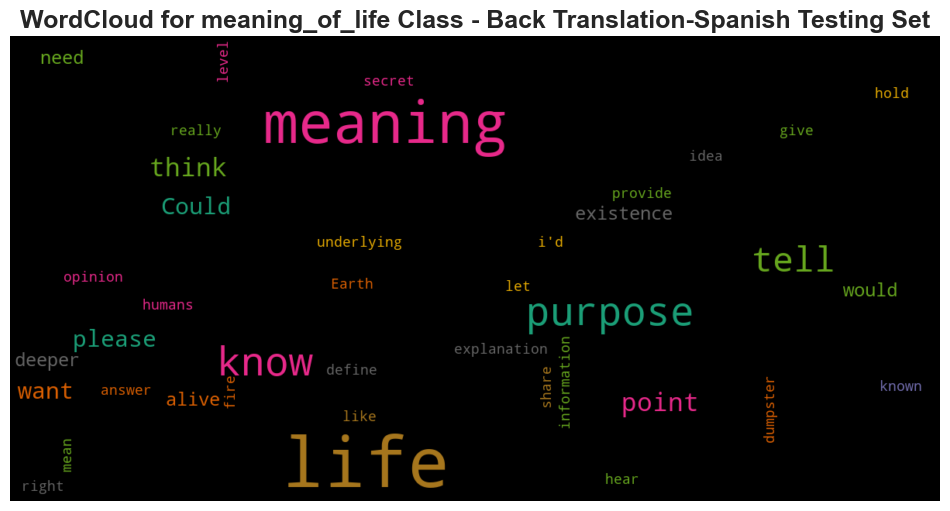 WordCloud for meaning_of_life Class - Back Translation-Spanish Testing Set
need
level
secret
hold
meaning
really
give
think
idea
provide
Could
existence
underlying
i'd
tell
opinion
Earth
let
would
humans
purpose
please
know
explanation
deeper
define
information
share
want
answer
alive
fire
known
point
dumpster
like
mean
life
hear
right